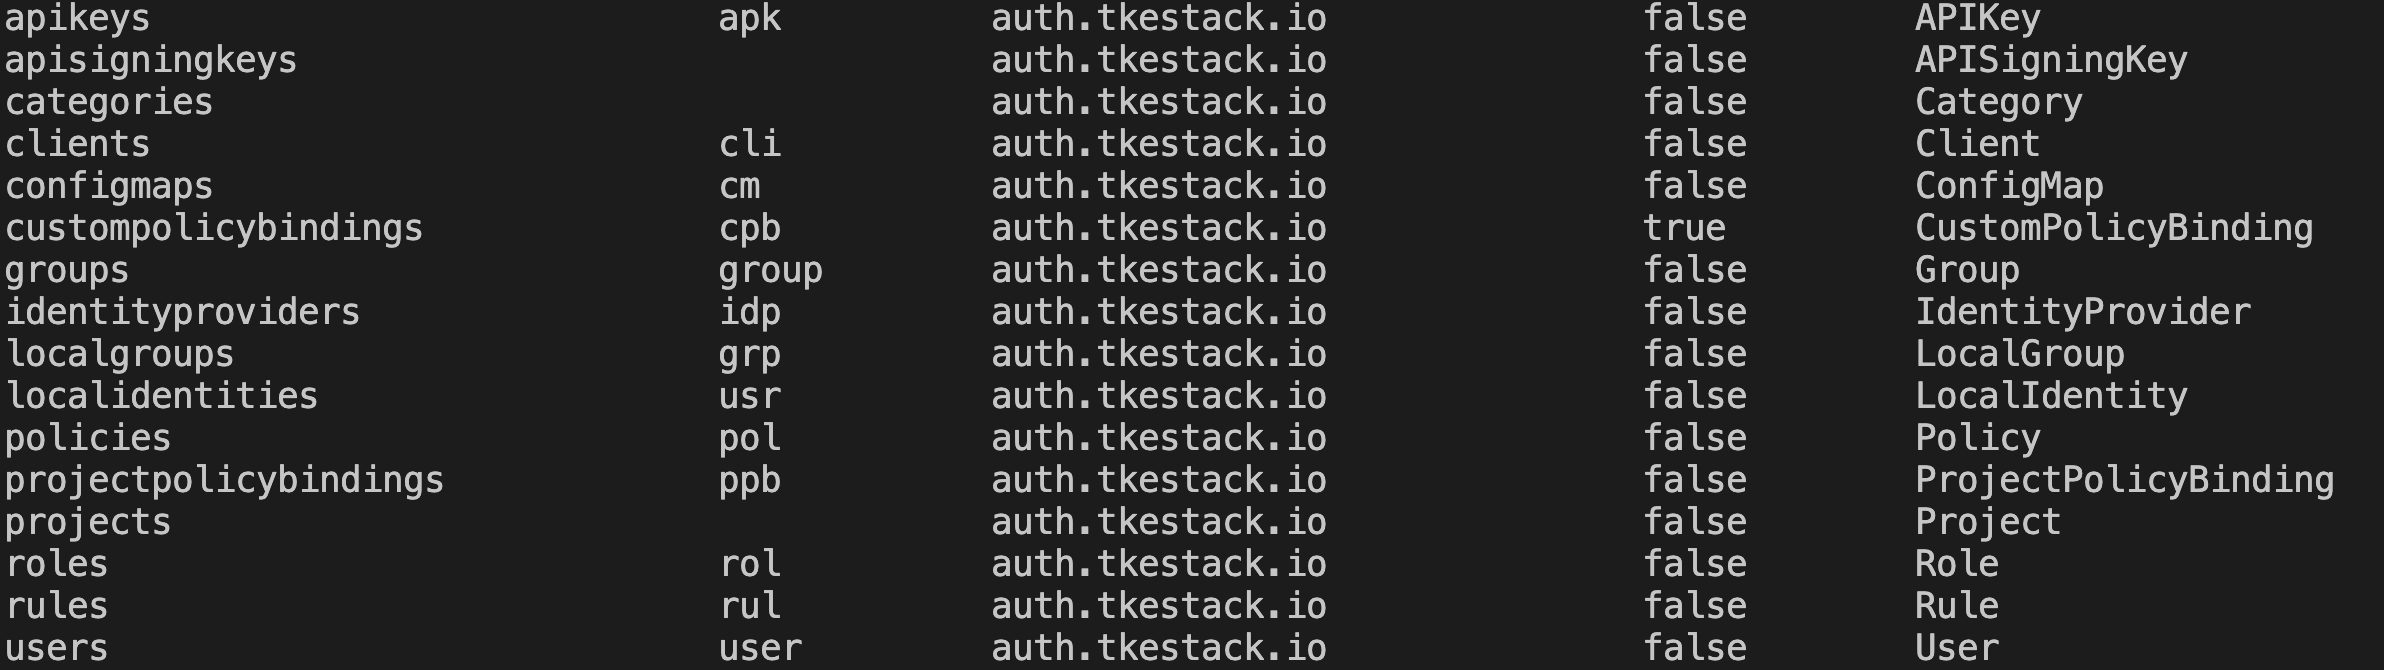 apikeys apk auth.tkestack.io false APIKey
apisigningkeys auth.tkestack.io false APISigningKey
categories auth.tkestack.io false Category
clients cli auth.tkestack.io false Client
configmaps cm auth.tkestack.io false ConfigMap
custompolicybindings cpb auth.tkestack.io true CustomPolicyBinding
groups group auth.tkestack.io false Group
identityproviders idp auth.tkestack.io false IdentityProvider
localgroups grp auth.tkestack.io false LocalGroup
localidentities usr auth.tkestack.io false LocalIdentity
policies pol auth.tkestack.io false Policy
projectpolicybindings ppb auth.tkestack.io false ProjectPolicyBinding
projects auth.tkestack.io false Project
roles rol auth.tkestack.io false Role
rules rul auth.tkestack.io false Rule
users user auth.tkestack.io false User